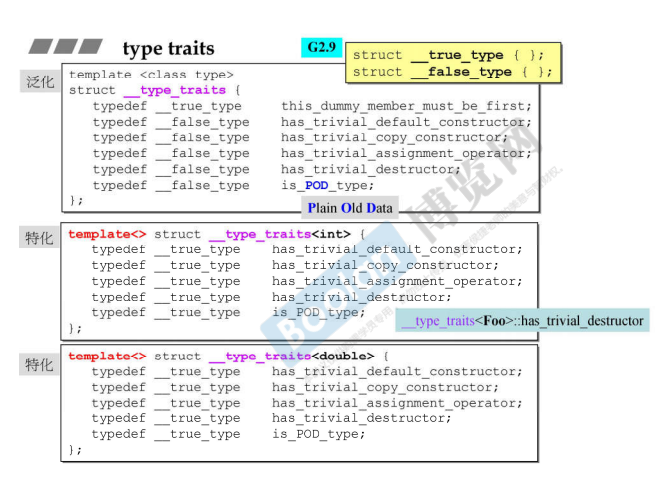 type traits
G2.9
struct __true_type { };
struct __false_type { };
泛化
template <class type>
struct __type_traits {
typedef __true_type this_dummy_member_must_be_first;
typedef __false_type has_trivial_default_constructor;
typedef __false_type has_trivial_copy_constructor;
typedef __false_type has_trivial_assignment_operator;
typedef __false_type has_trivial_destructor;
typedef __false_type is_POD_type;
};
Plain Old Data
特化
template<> struct __type_traits<int> {
typedef __true_type has_trivial_default_constructor;
typedef __true_type has_trivial_copy_constructor;
typedef __true_type has_trivial_assignment_operator;
typedef __true_type has_trivial_destructor;
typedef __true_type is_POD_type;
};
__type_traits<Foo>::has_trivial_destructor
特化
template<> struct __type_traits<double> {
typedef __true_type has_trivial_default_constructor;
typedef __true_type has_trivial_copy_constructor;
typedef __true_type has_trivial_assignment_operator;
typedef __true_type has_trivial_destructor;
typedef __true_type is_POD_type;
};
Boolan 博览网